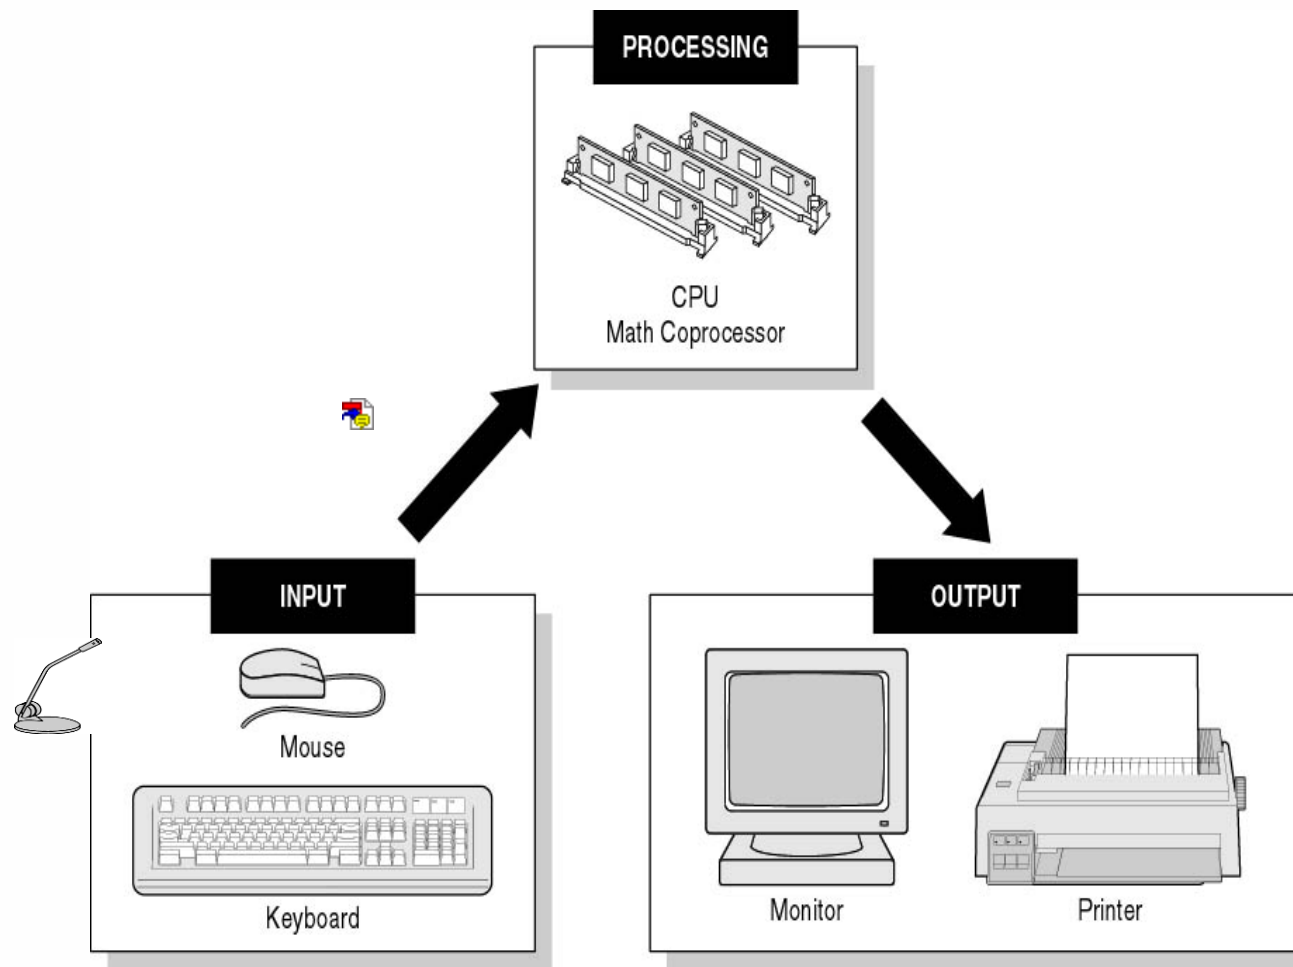 PROCESSING
CPU
Math Coprocessor
INPUT
Mouse
Keyboard
OUTPUT
Monitor
Printer